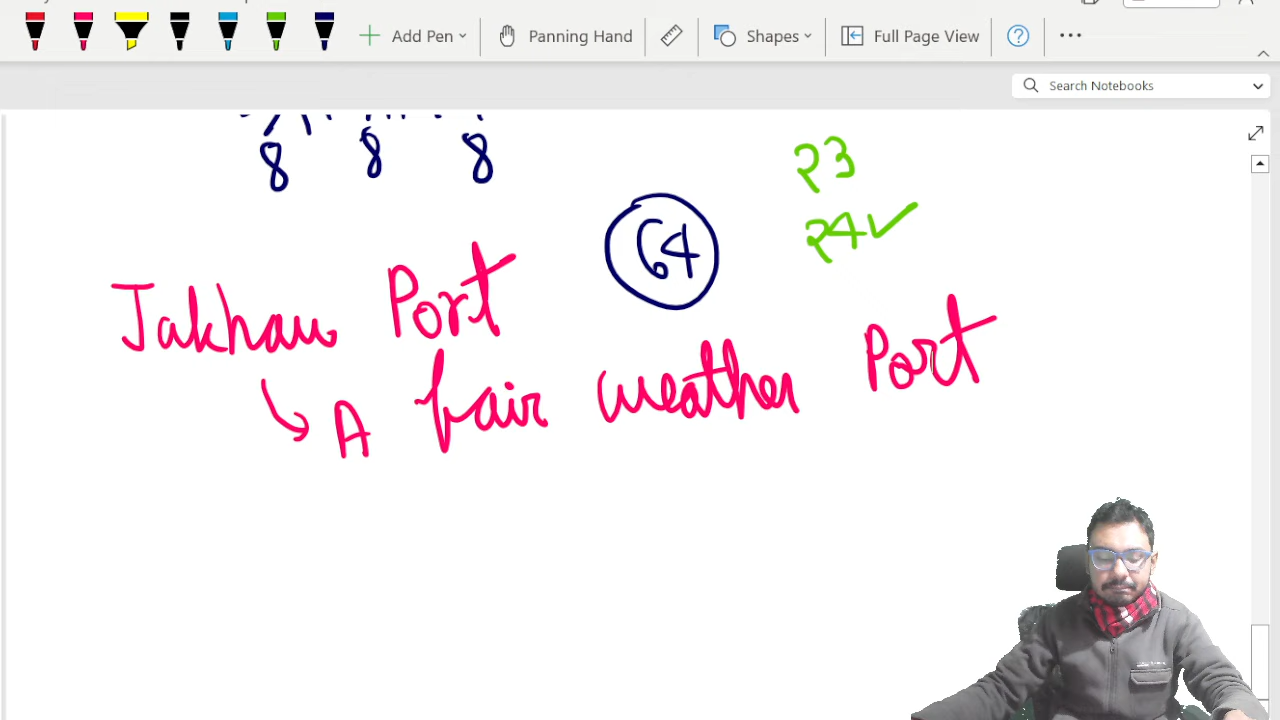 Add Pen
Panning Hand
Shapes
Full Page View
Search Notebooks
8 8 8
23
64
24✓
Jakhau Port
A fair weather Port